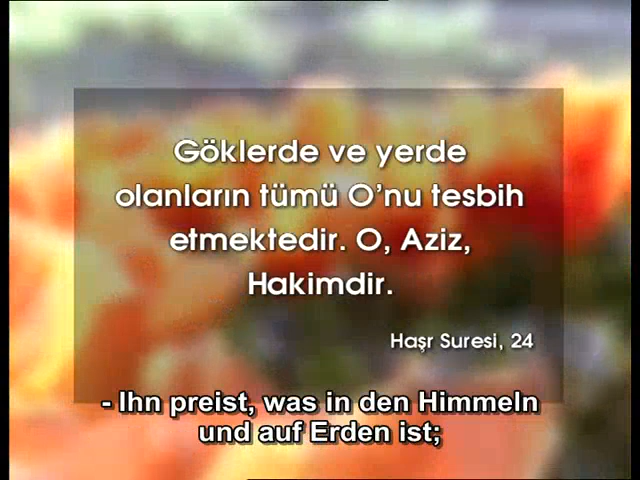 Göklerde ve yerde
olanların tümü O'nu tesbih
etmektedir. O, Aziz,
Hakimdir.
Haşr Suresi, 24
- Ihn preist, was in den Himmeln
und auf Erden ist;